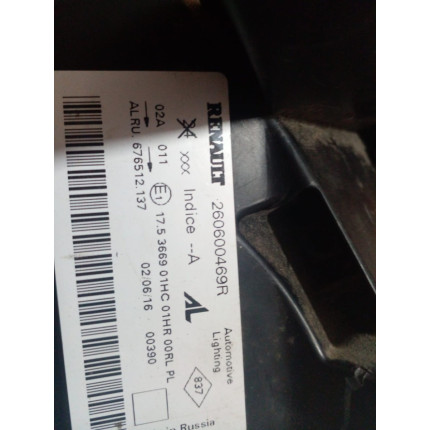 RENAULT 260600469R
xxx Indice --A AL Automotive
Lighting
02A 011 E1 17.5 3669 01HC 01HR 00RL PL 837
ALRU. 676512.137 02/06/16 00390
Russia